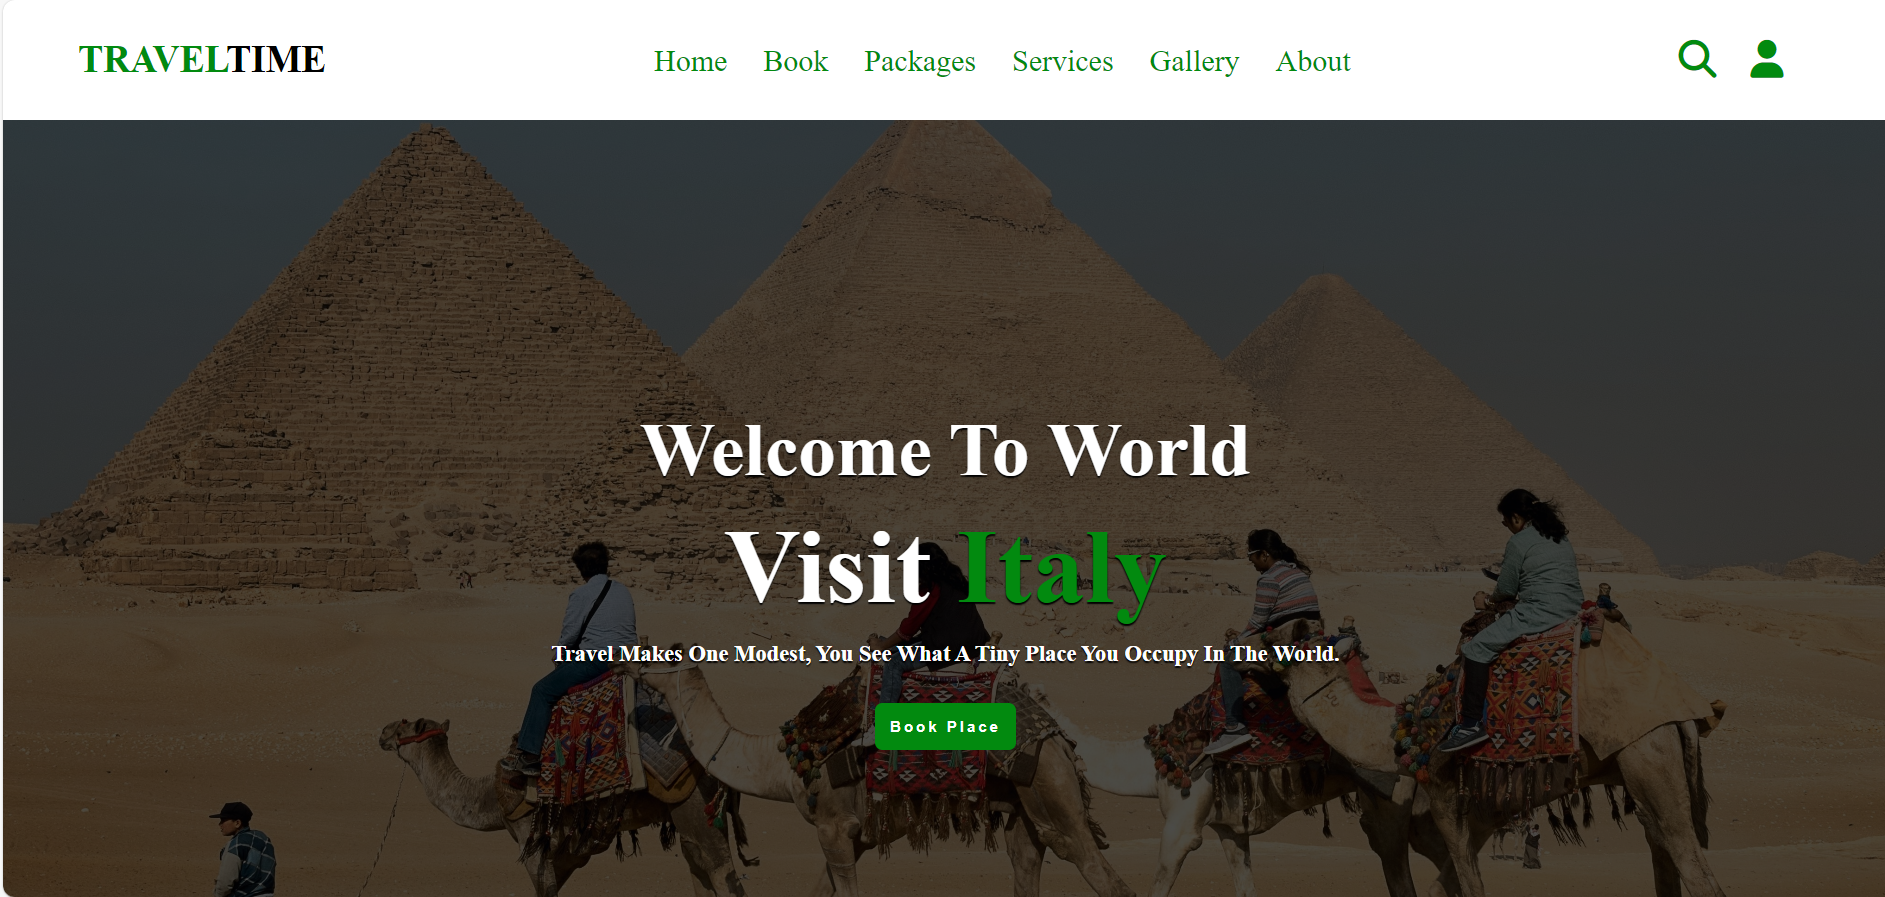 TRAVELTIME
Home Book Packages Services Gallery About
Welcome To World
Visit Italy
Travel Makes One Modest, You See What A Tiny Place You Occupy In The World.
Book Place